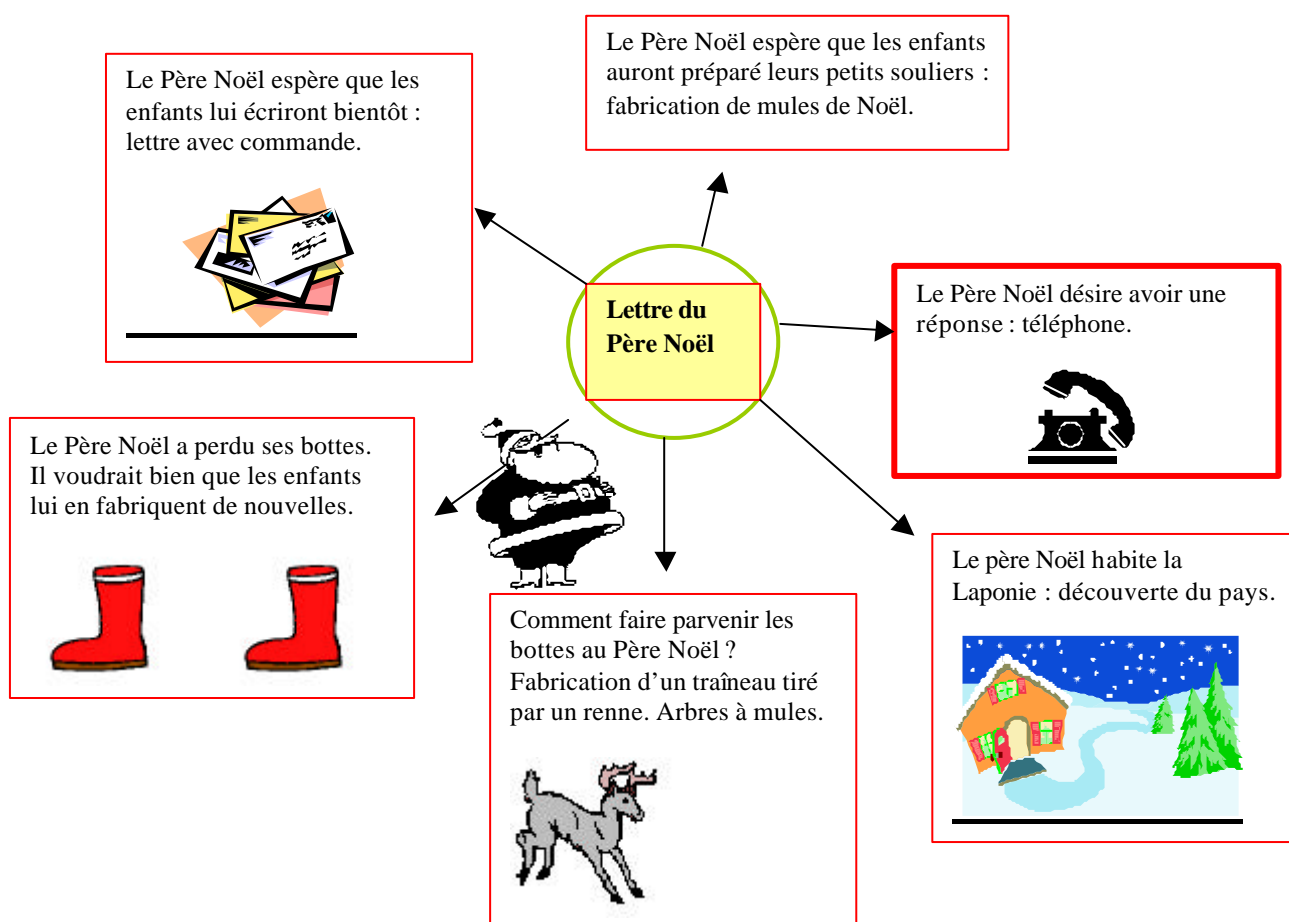 Le Père Noël espère que les
enfants lui écriront bientôt :
lettre avec commande.
Le Père Noël espère que les enfants
auront préparé leurs petits souliers :
fabrication de mules de Noël.
Lettre du
Père Noël
Le Père Noël désire avoir une
réponse : téléphone.
Le Père Noël a perdu ses bottes.
Il voudrait bien que les enfants
lui en fabriquent de nouvelles.
Comment faire parvenir les
bottes au Père Noël ?
Fabrication d’un traîneau tiré
par un renne. Arbres à mules.
Le père Noël habite la
Laponie : découverte du pays.